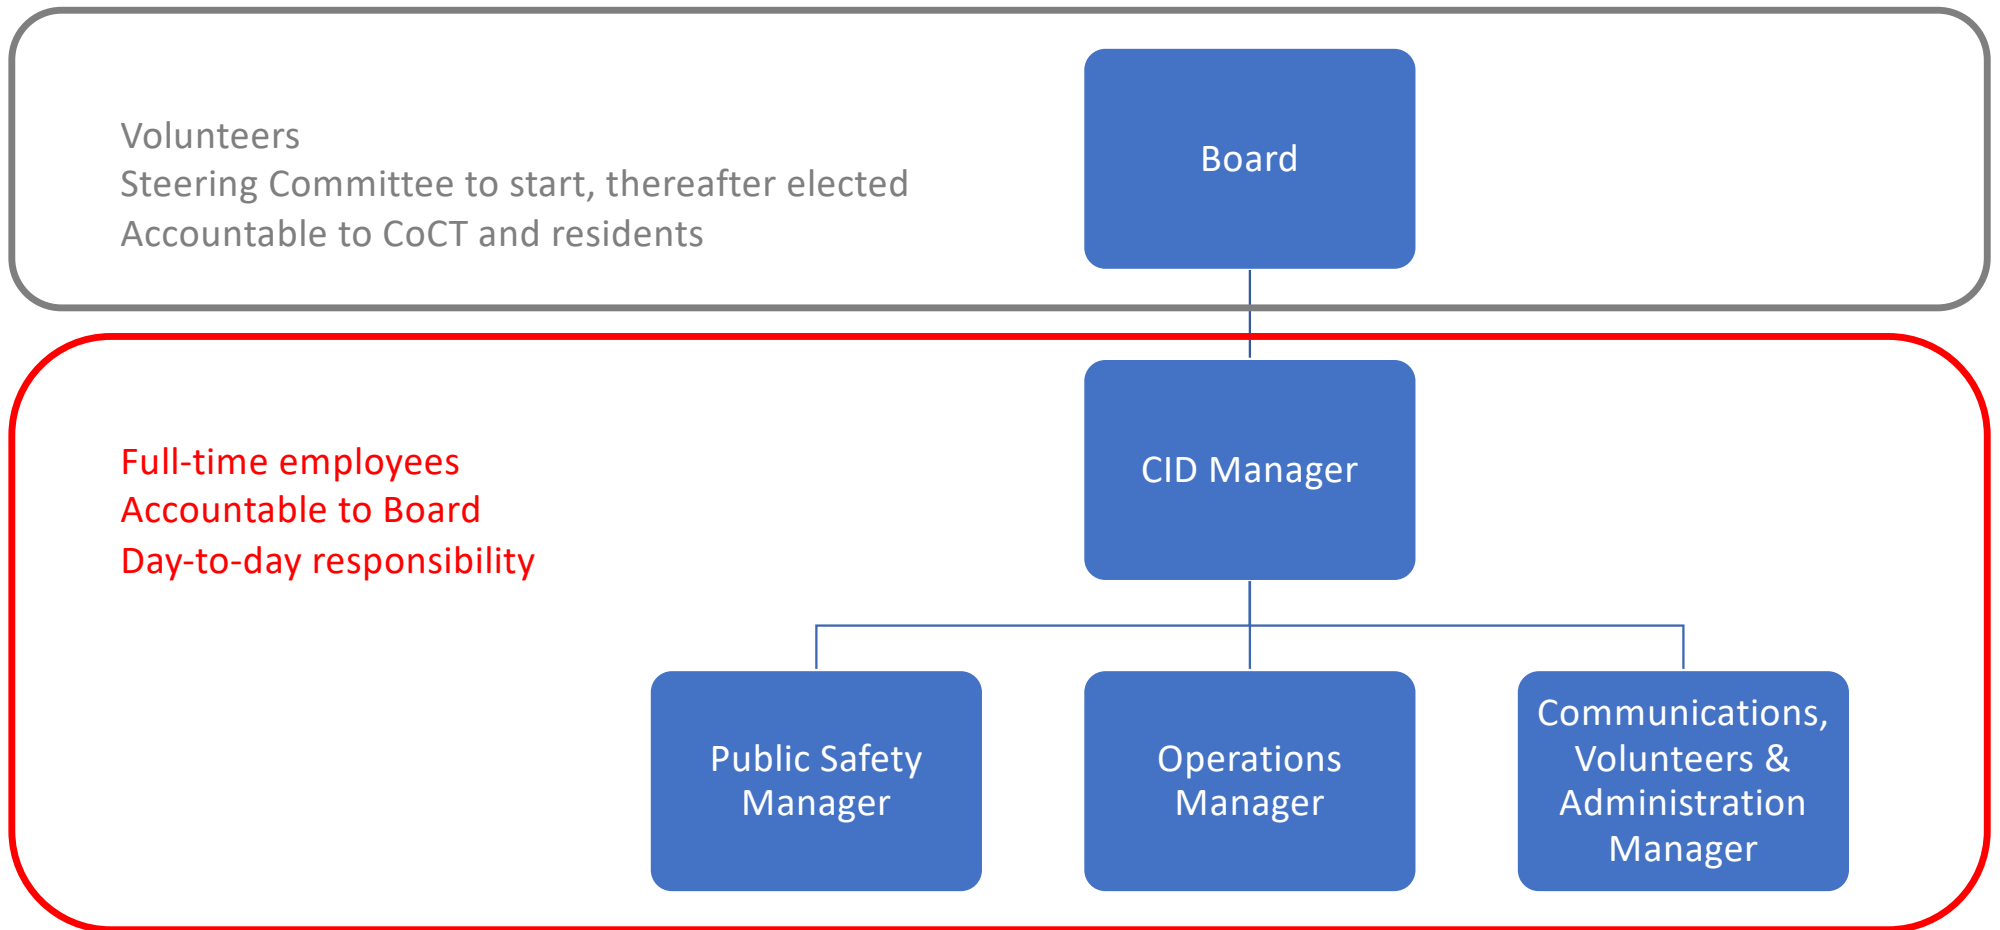 Volunteers
Steering Committee to start, thereafter elected
Accountable to CoCT and residents
Board
Full-time employees
Accountable to Board
Day-to-day responsibility
CID Manager
Public Safety
Manager
Operations
Manager
Communications,
Volunteers &
Administration
Manager